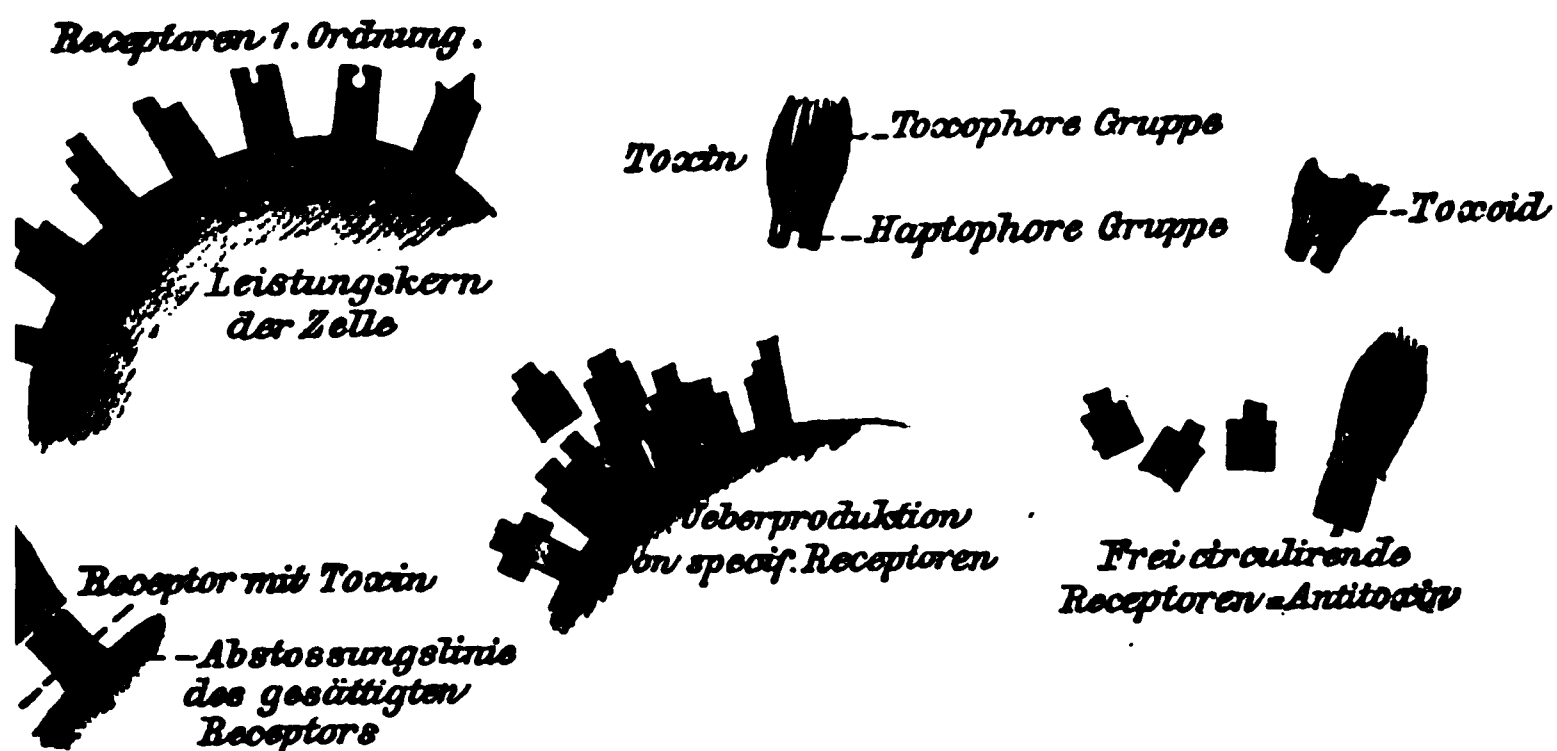 Receptoren 1. Ordnung.
Leistungskern
der Zelle
Toxin
Toxophore Gruppe
Haptophore Gruppe
Toxoid
Receptor mit Toxin
Abstossungslinie
des gesättigten
Receptors
Ueberproduktion
on specif. Receptoren
Frei circulirende
Receptoren = Antitoxin